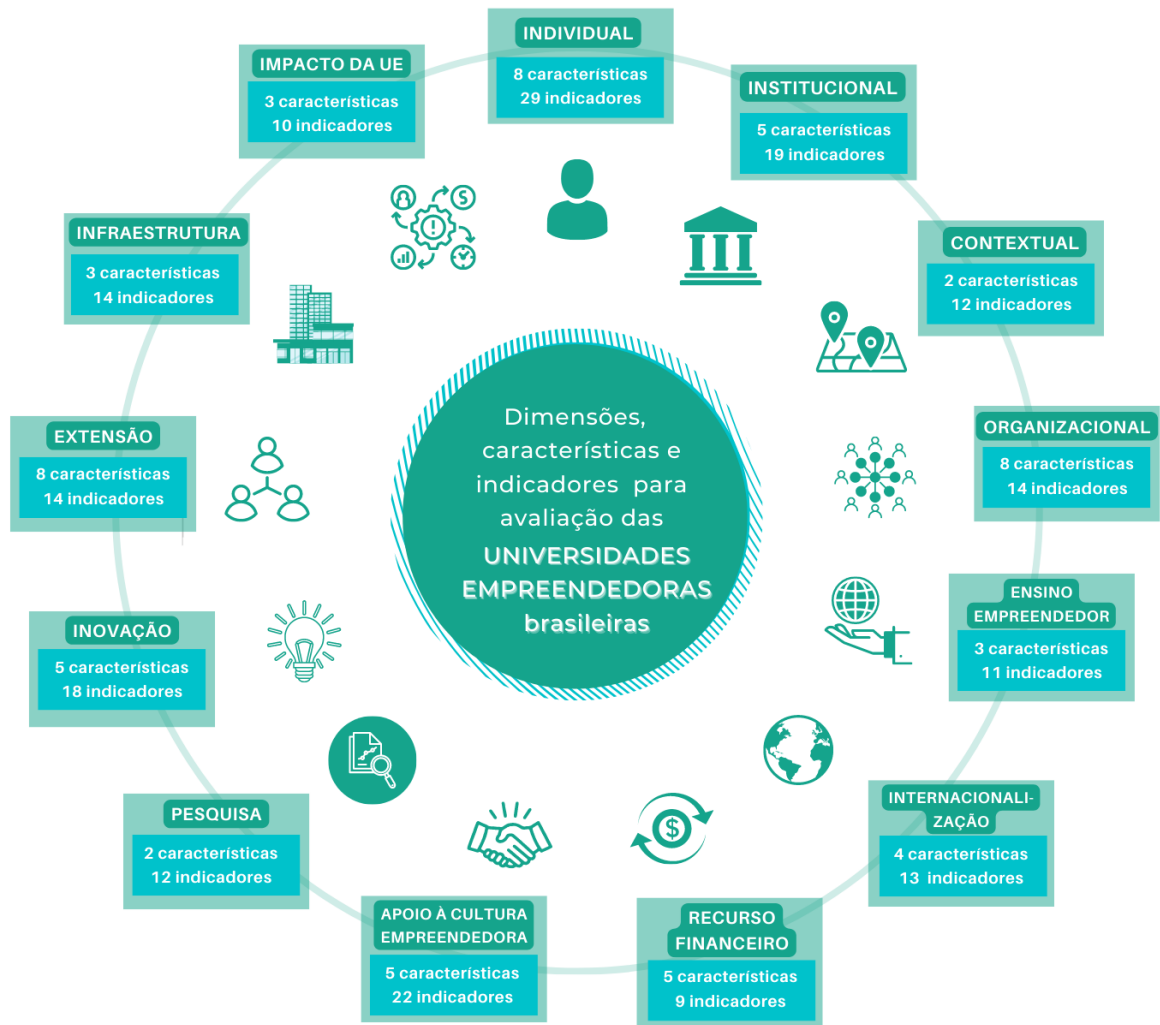 INDIVIDUAL
8 características
29 indicadores
INSTITUCIONAL
5 características
19 indicadores
CONTEXTUAL
2 características
12 indicadores
ORGANIZACIONAL
8 características
14 indicadores
ENSINO
EMPREENDEDOR
3 características
11 indicadores
INTERNACIONALI-
ZAÇÃO
4 características
13 indicadores
RECURSO
FINANCEIRO
5 características
9 indicadores
APOIO À CULTURA
EMPREENDEDORA
5 características
22 indicadores
PESQUISA
2 características
12 indicadores
INOVAÇÃO
5 características
18 indicadores
EXTENSÃO
8 características
14 indicadores
INFRAESTRUTURA
3 características
14 indicadores
IMPACTO DA UE
3 características
10 indicadores
Dimensões,
características e
indicadores para
avaliação das
UNIVERSIDADES
EMPREENDEDORAS
brasileiras
$
$